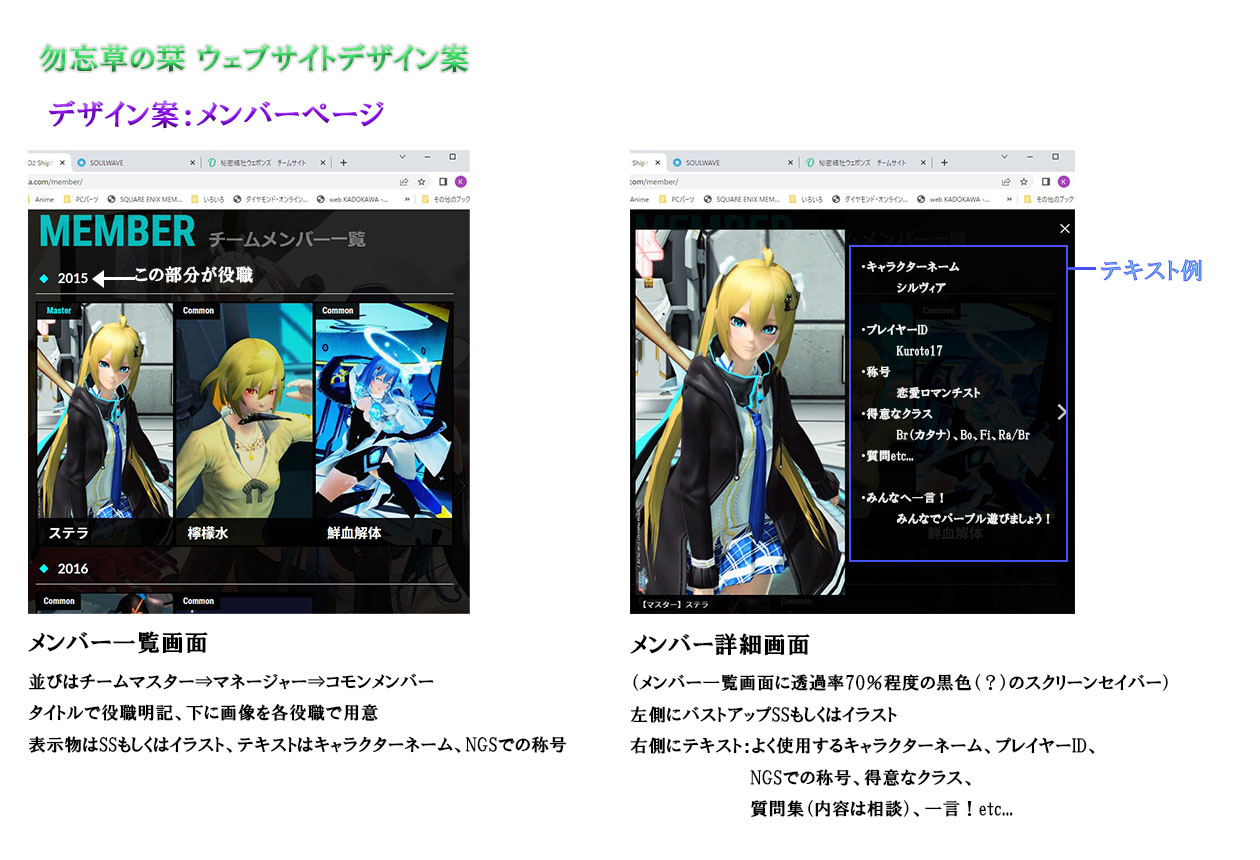 勿忘草の栞 ウェブサイトデザイン案
デザイン案：メンバーページ
O2 Ship1
SOULWAVE
秘密結社ウェポンズ チームサイト
a.com/member/
Anime
PCパーツ
SQUARE ENIX MEM...
いろいろ
ダイヤモンド・オンライン...
web KADOKAWA -...
»
その他のブック
K
MEMBER チームメンバー一覧
2015
この部分が役職
Master
Common
Common
ステラ
檸檬水
鮮血解体
2016
Common
Common
メンバー一覧画面
並びはチームマスター⇒マネージャー⇒コモンメンバー
タイトルで役職明記、下に画像を各役職で用意
表示物はSSもしくはイラスト、テキストはキャラクターネーム、NGSでの称号
Ship1
SOULWAVE
秘密結社ウェポンズ チームサイト
com/member/
Anime
PCパーツ
SQUARE ENIX MEM...
いろいろ
ダイヤモンド・オンライン...
web KADOKAWA -...
»
その他のブック
K
MEMBER チームメンバー一覧
テキスト例
・キャラクターネーム
シルヴィア
Common
・プレイヤーID
Kuroto17
・称号
恋愛ロマンチスト
・得意なクラス
Br(カタナ)、Bo、Fi、Ra/Br
・質問etc...
・みんなへ一言！
みんなでパープル遊びましょう！
鮮血解体
【マスター】ステラ
Common
メンバー詳細画面
（メンバー一覧画面に透過率70％程度の黒色（？）のスクリーンセイバー）
左側にバストアップSSもしくはイラスト
右側にテキスト：よく使用するキャラクターネーム、プレイヤーID、
NGSでの称号、得意なクラス、
質問集（内容は相談）、一言！etc...